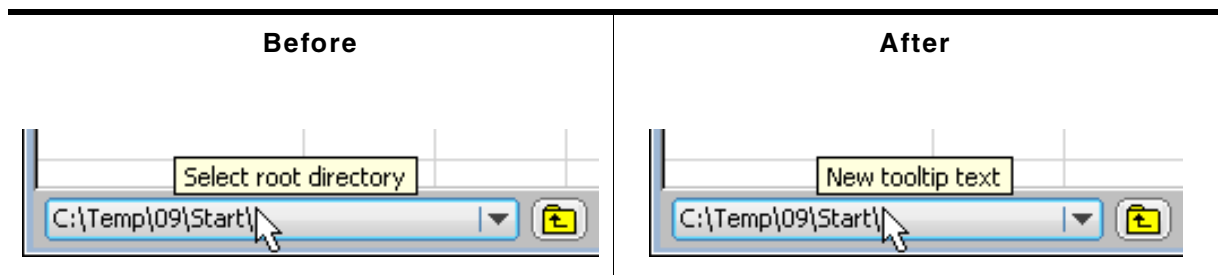 Before
After
Select root directory
C:\Temp\09\Start\
New tooltip text
C:\Temp\09\Start\